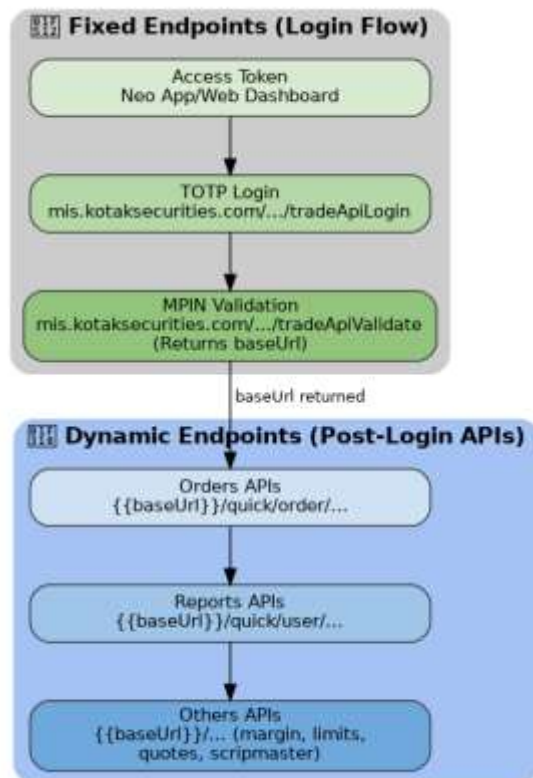 Fixed Endpoints (Login Flow)
Access Token
Neo App/Web Dashboard
TOTP Login
mis.kotaksecurities.com/.../tradeApiLogin
MPIN Validation
mis.kotaksecurities.com/.../tradeApiValidate
(Returns baseUrl)
baseUrl returned
Dynamic Endpoints (Post-Login APIs)
Orders APIs
{{baseUrl}}/quick/order/...
Reports APIs
{{baseUrl}}/quick/user/...
Others APIs
{{baseUrl}}/... (margin, limits,
quotes, scripmaster)